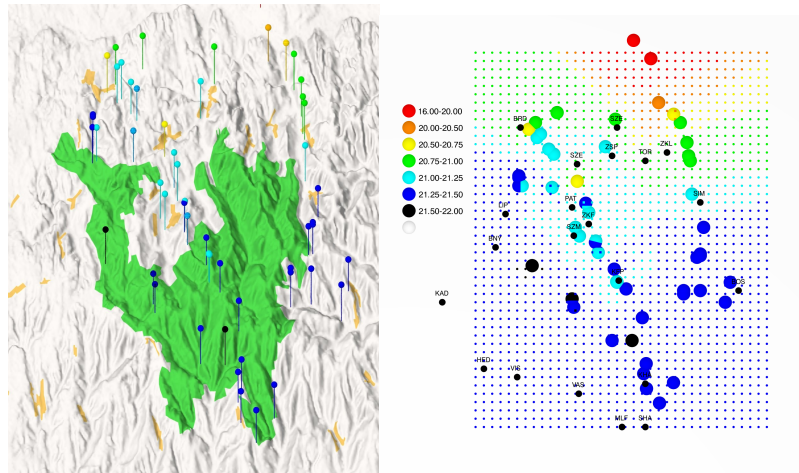 16.00-20.00
20.00-20.50
20.50-20.75
20.75-21.00
21.00-21.25
21.25-21.50
21.50-22.00
BRD
SZE
ZSP
ZKL
TOR
SZE
SIM
PAT
ZKF
SZM
BNY
KAD
HED
VIS
VAS
MLF
SHA